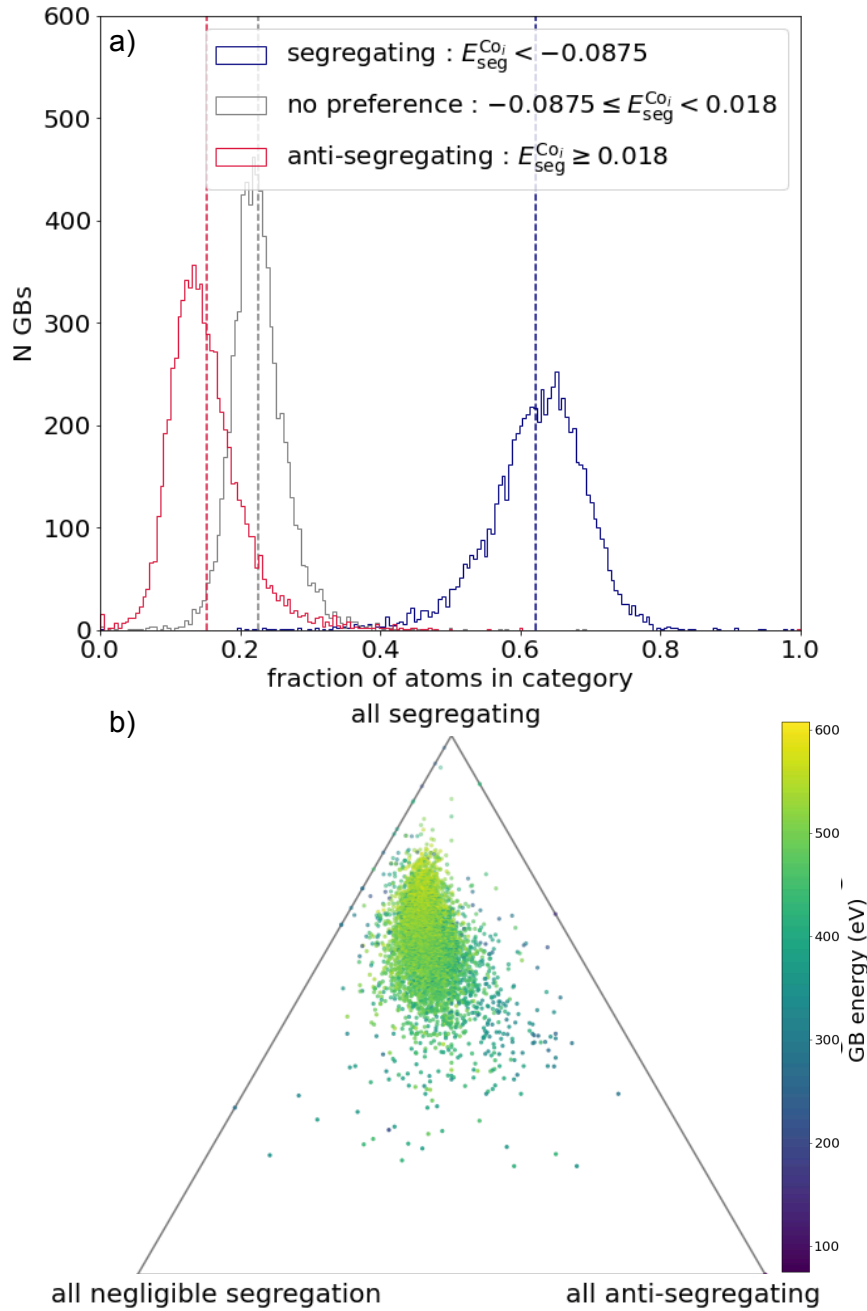 600
a)
segregating : E_seg^{Co_i} < −0.0875
no preference : −0.0875 ≤ E_seg^{Co_i} < 0.018
anti-segregating : E_seg^{Co_i} ≥ 0.018
500
400
300
200
100
0
N GBs
0.0 0.2 0.4 0.6 0.8 1.0
fraction of atoms in category
b)
all segregating
600
500
400
300
200
100
GB energy (eV)
all negligible segregation
all anti-segregating